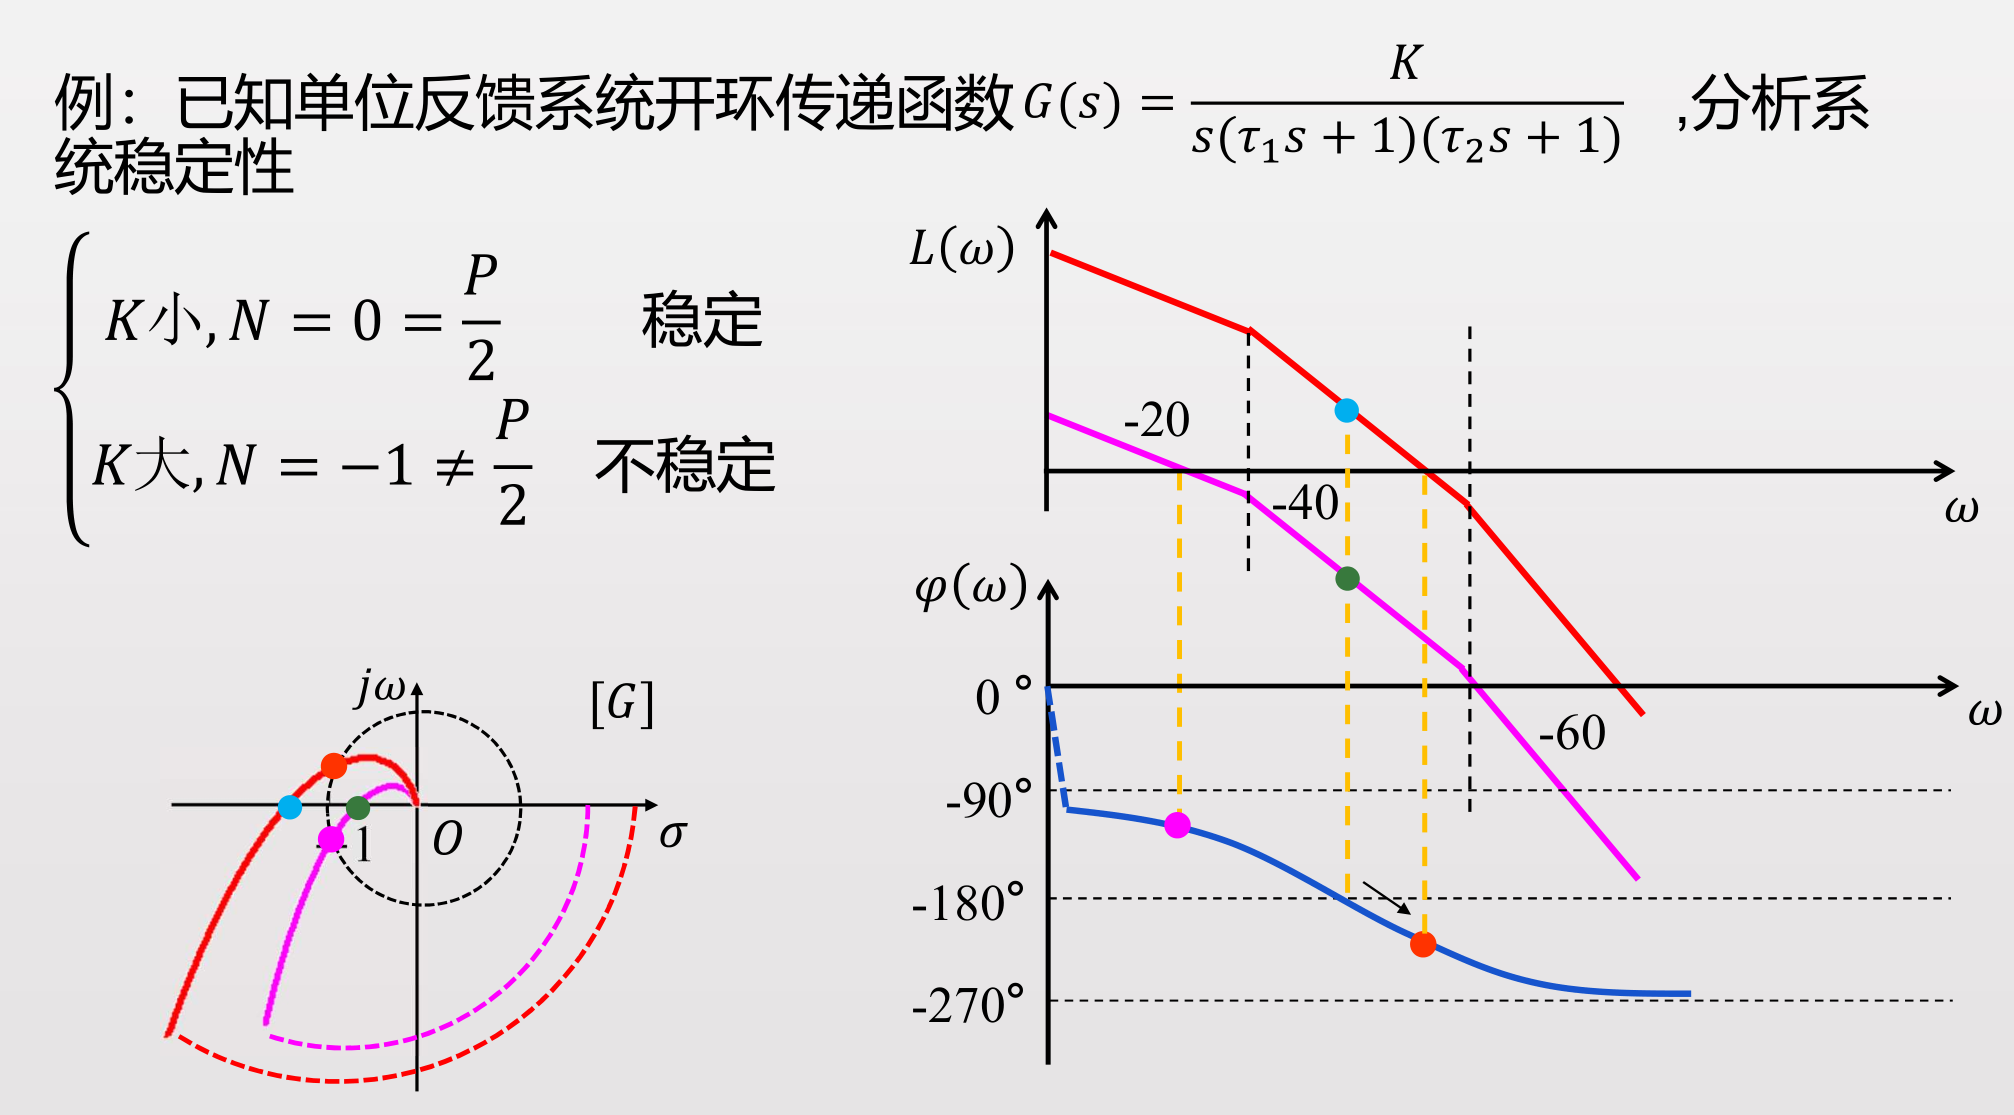 例：已知单位反馈系统开环传递函数 G(s) = K / s(τ₁s + 1)(τ₂s + 1) ,分析系
统稳定性
K小, N = 0 = P/2 稳定
K大, N = −1 ≠ P/2 不稳定
L(ω)
-20
-40
ω
φ(ω)
0°
ω
-60
-90°
-180°
-270°
jω
[G]
-1
O
σ